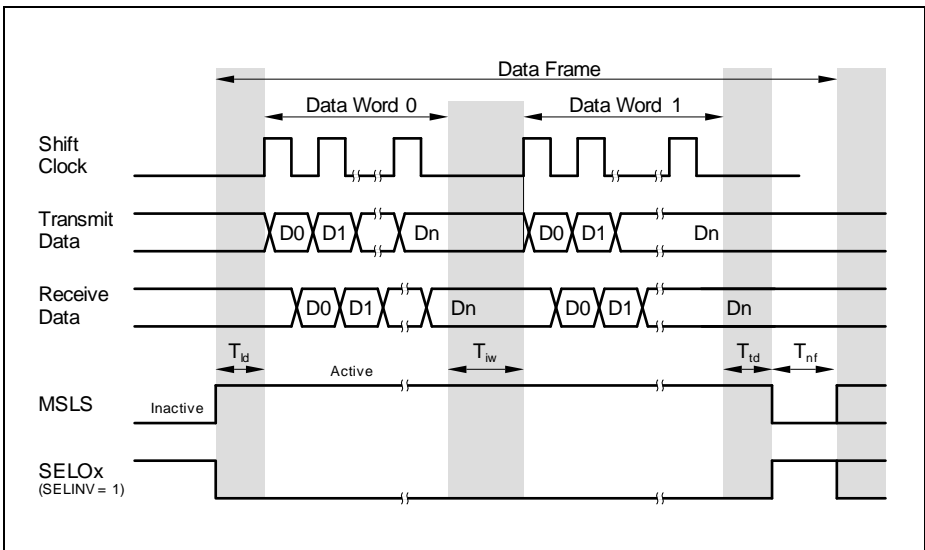 Data Frame
Data Word 0
Data Word 1
Shift
Clock
Transmit
Data
D0 D1 Dn D0 D1 Dn
Receive
Data
D0 D1 Dn D0 D1 Dn
Tld Tiw Ttd Tnf
Active
MSLS
Inactive
SELOx
(SELINV = 1)